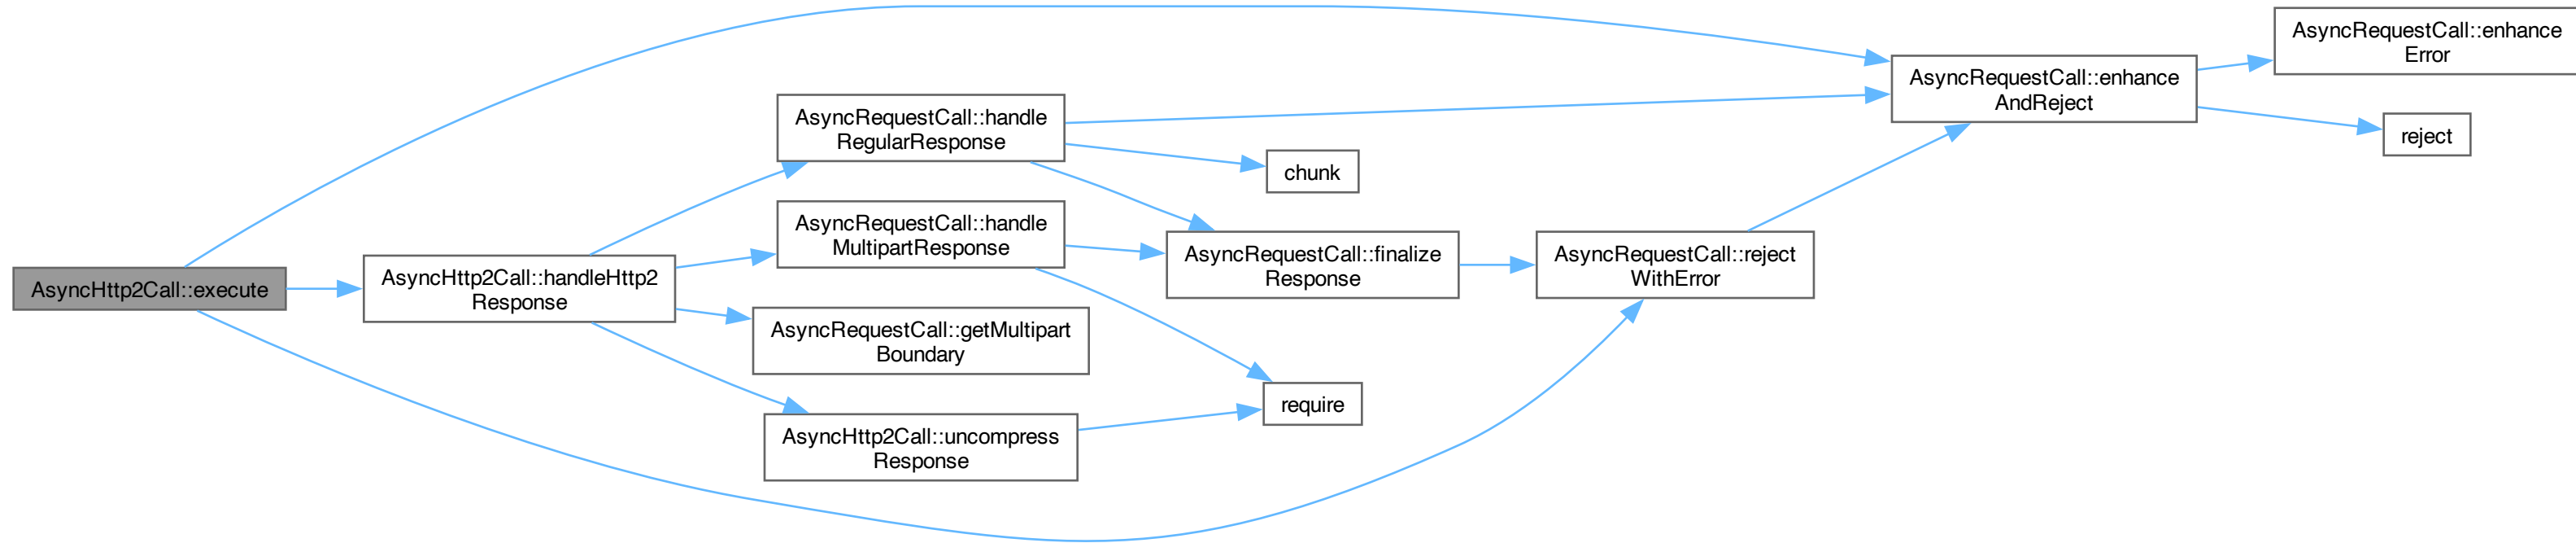 AsyncHttp2Call::execute
AsyncHttp2Call::handleHttp2
Response
AsyncRequestCall::handle
RegularResponse
AsyncRequestCall::handle
MultipartResponse
AsyncRequestCall::getMultipart
Boundary
AsyncHttp2Call::uncompress
Response
chunk
AsyncRequestCall::finalize
Response
require
AsyncRequestCall::reject
WithError
AsyncRequestCall::enhance
AndReject
AsyncRequestCall::enhance
Error
reject